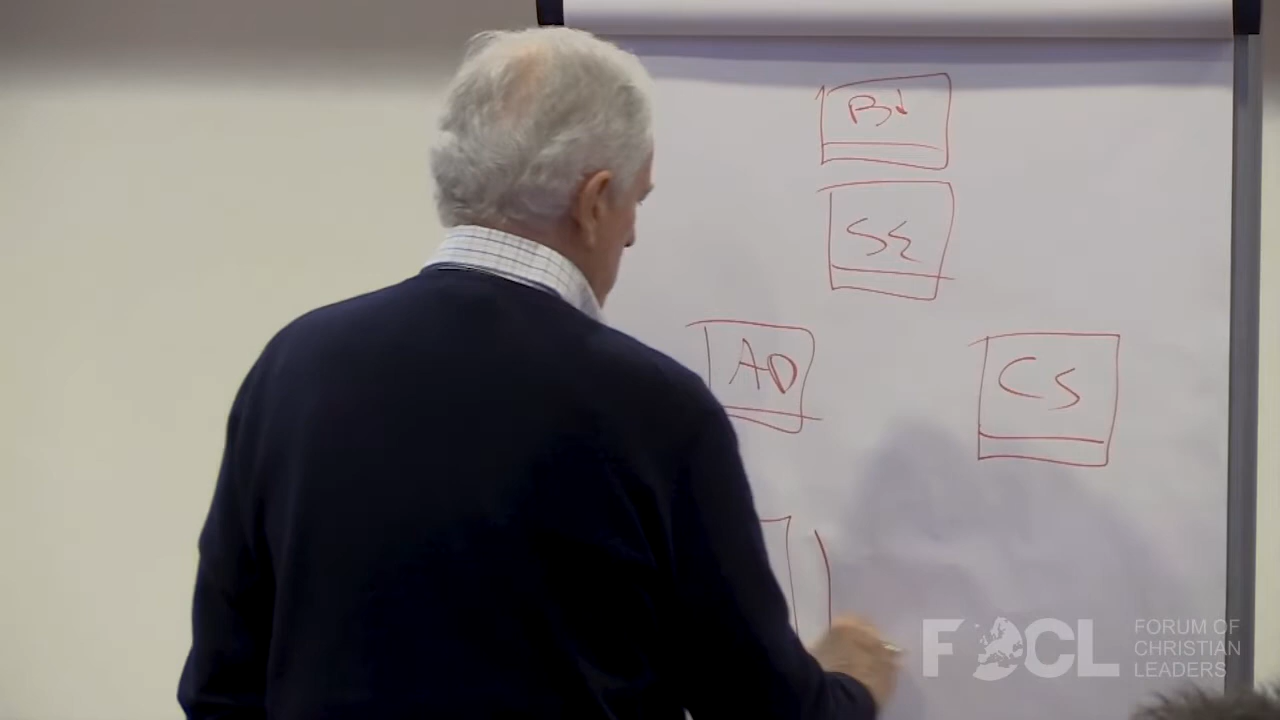 Bd
SE
AD
CS
FOCL
FORUM OF
CHRISTIAN
LEADERS